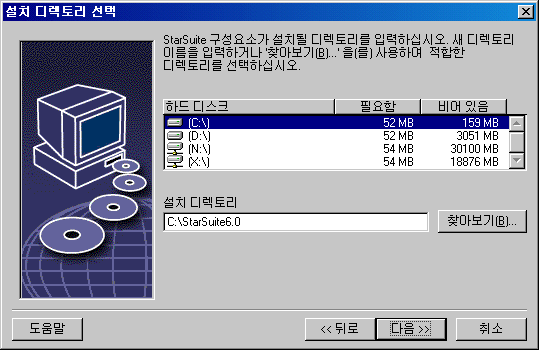 설치 디렉토리 선택
StarSuite 구성요소가 설치될 디렉토리를 입력하십시오. 새 디렉토리
이름을 입력하거나 '찾아보기(B)...' 을(를) 사용하여 적합한
디렉토리를 선택하십시오.
하드 디스크 필요함 비어 있음
(C:\) 52 MB 159 MB
(D:\) 52 MB 3051 MB
(N:\) 54 MB 30100 MB
(X:\) 54 MB 18876 MB
설치 디렉토리
C:\StarSuite6.0 찾아보기(B)...
도움말 << 뒤로 다음 >> 취소